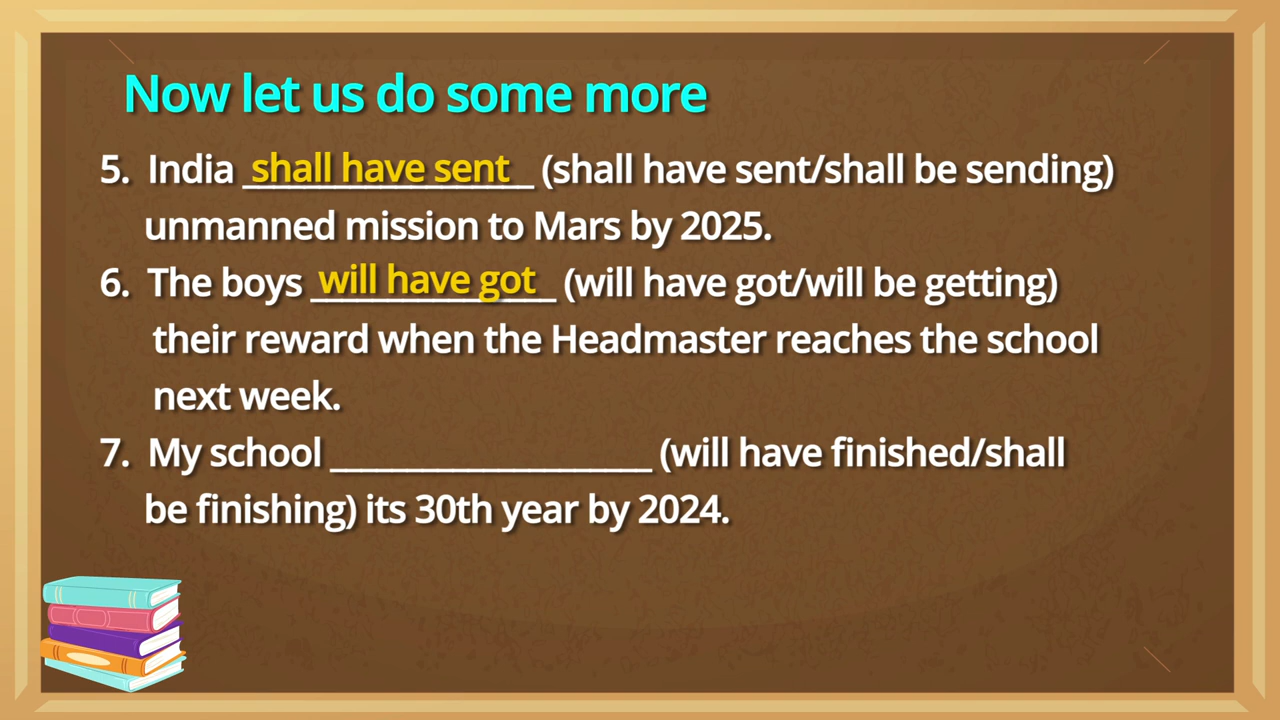 Now let us do some more
5. India shall have sent (shall have sent/shall be sending)
unmanned mission to Mars by 2025.
6. The boys will have got (will have got/will be getting)
their reward when the Headmaster reaches the school
next week.
7. My school ________________ (will have finished/shall
be finishing) its 30th year by 2024.